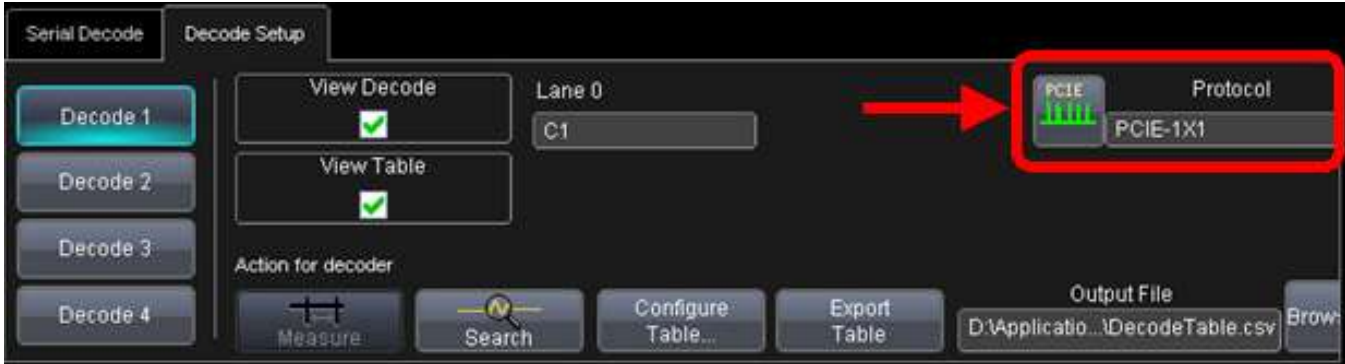 Serial Decode
Decode Setup
Decode 1
Decode 2
Decode 3
Decode 4
View Decode
View Table
Lane 0
C1
PCIE
Protocol
PCIE-1X1
Action for decoder
Measure
Search
Configure
Table...
Export
Table
Output File
D:\Applicatio...\DecodeTable.csv
Brow